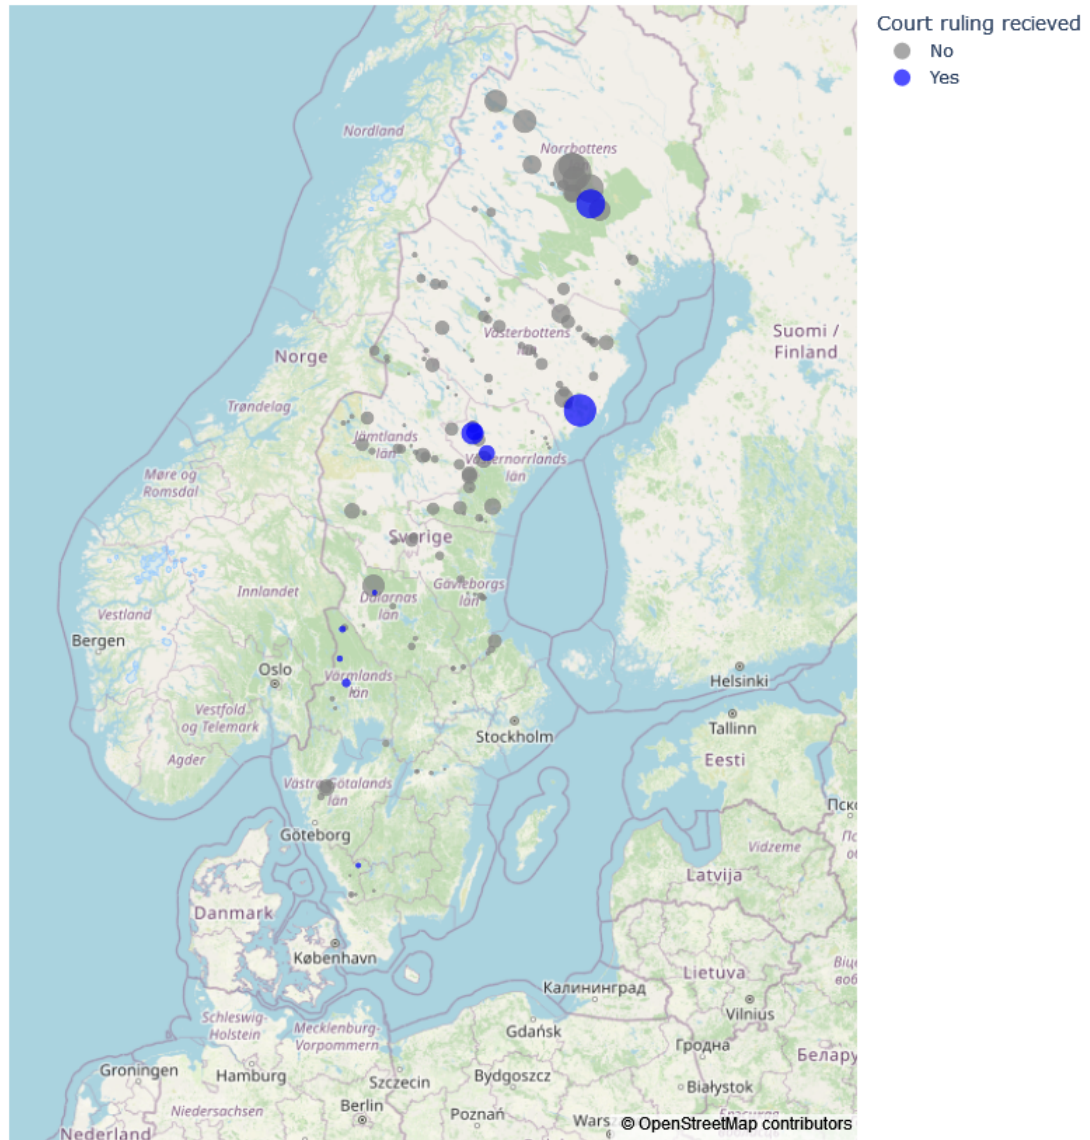 Court ruling recieved
No
Yes
Nordland
Norrbottens
Västerbottens
län
Suomi /
Finland
Norge
Trøndelag
Jämtlands
län
Västernorrlands
län
Møre og
Romsdal
Sverige
Innlandet
Dalarnas
län
Gävleborgs
län
Vestland
Bergen
Oslo
Värmlands
län
Helsinki
Vestfold
og Telemark
Stockholm
Tallinn
Agder
Eesti
Västra Götalands
län
Göteborg
Vidzeme
Latvija
Danmark
København
Lietuva
Калининград
Vilnius
Schleswig-
Holstein
Mecklenburg-
Vorpommern
Gdańsk
Гродна
Беларy
Groningen
Hamburg
Szczecin
Bydgoszcz
Białystok
Niedersachsen
Berlin
Poznań
Wars
© OpenStreetMap contributors
Nederland